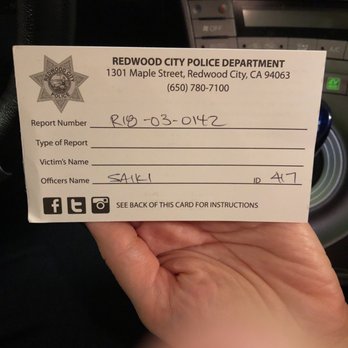 REDWOOD CITY POLICE DEPARTMENT
1301 Maple Street, Redwood City, CA 94063
(650) 780-7100
Report Number R18-03-0142
Type of Report
Victim's Name
Officers Name SAIKI ID 417
SEE BACK OF THIS CARD FOR INSTRUCTIONS